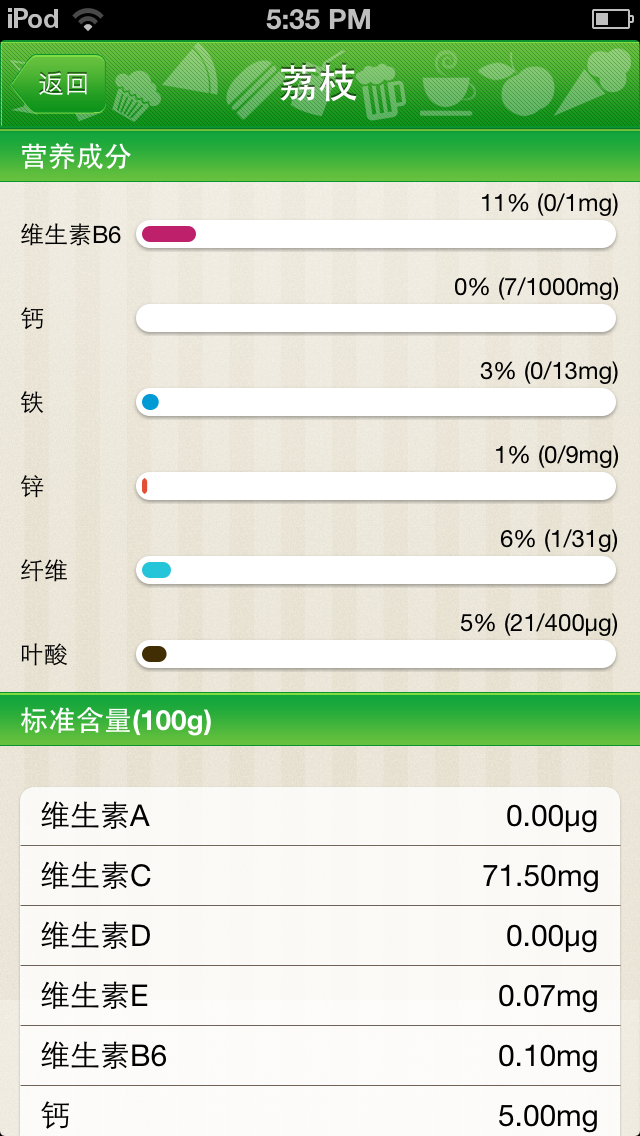 iPod 5:35 PM
返回 荔枝
营养成分
11% (0/1mg)
维生素B6
0% (7/1000mg)
钙
3% (0/13mg)
铁
1% (0/9mg)
锌
6% (1/31g)
纤维
5% (21/400µg)
叶酸
标准含量(100g)
维生素A 0.00µg
维生素C 71.50mg
维生素D 0.00µg
维生素E 0.07mg
维生素B6 0.10mg
钙 5.00mg